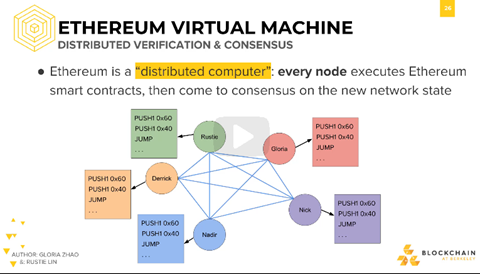 26
ETHEREUM VIRTUAL MACHINE
DISTRIBUTED VERIFICATION & CONSENSUS
● Ethereum is a “distributed computer”: every node executes Ethereum
smart contracts, then come to consensus on the new network state
PUSH1 0x60
PUSH1 0x40
JUMP
. . .
Rustie
Gloria
PUSH1 0x60
PUSH1 0x40
JUMP
. . .
PUSH1 0x60
PUSH1 0x40
JUMP
. . .
Derrick
Nick
PUSH1 0x60
PUSH1 0x40
JUMP
. . .
PUSH1 0x60
PUSH1 0x40
JUMP
. . .
Nadir
AUTHOR: GLORIA ZHAO
& RUSTIE LIN
BLOCKCHAIN
AT BERKELEY